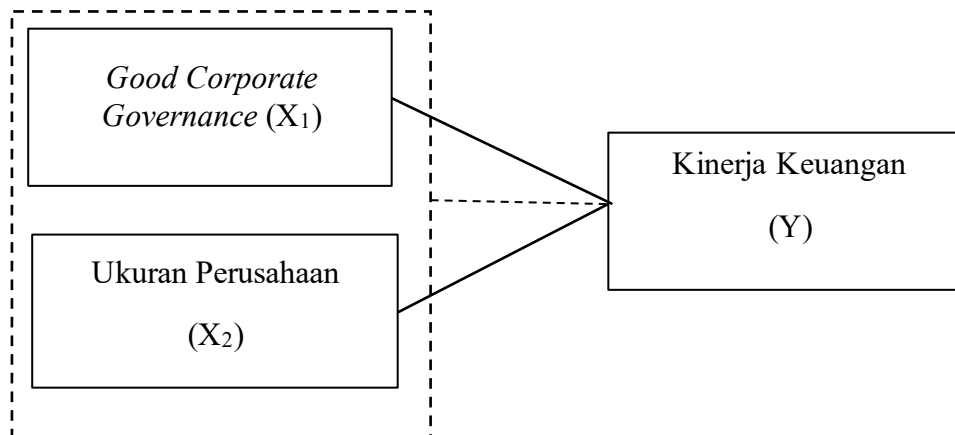 Good Corporate
Governance (X₁)
Kinerja Keuangan
(Y)
Ukuran Perusahaan
(X₂)